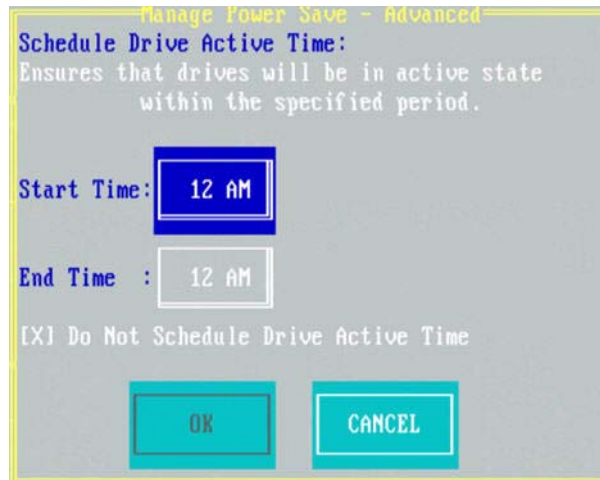 Manage Power Save - Advanced
Schedule Drive Active Time:
Ensures that drives will be in active state
within the specified period.
Start Time: 12 AM
End Time : 12 AM
[X] Do Not Schedule Drive Active Time
OK CANCEL